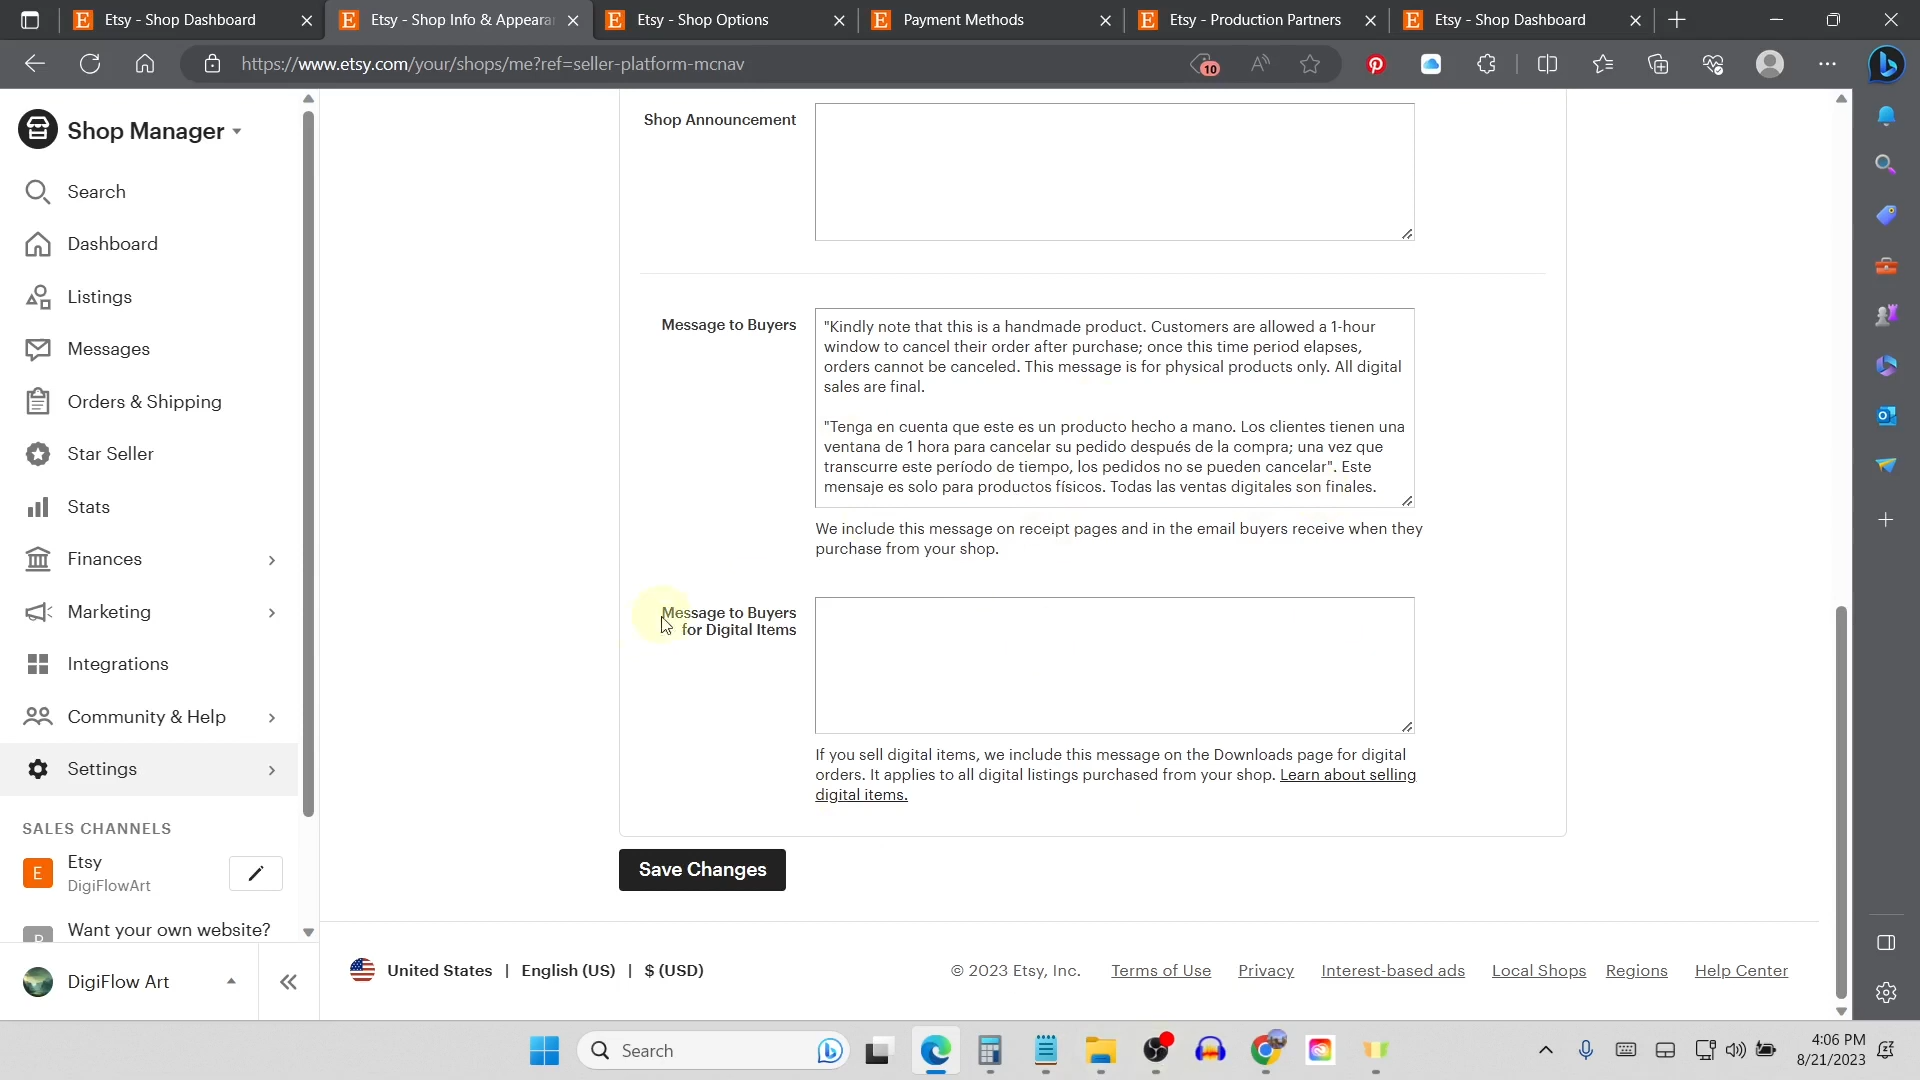 Etsy - Shop Dashboard
Etsy - Shop Info & Appeara
Etsy - Shop Options
Payment Methods
Etsy - Production Partners
Etsy - Shop Dashboard
https://www.etsy.com/your/shops/me?ref=seller-platform-mcnav
10
Shop Manager
Search
Dashboard
Listings
Messages
Orders & Shipping
Star Seller
Stats
Finances
Marketing
Integrations
Community & Help
Settings
SALES CHANNELS
E
Etsy
DigiFlowArt
Want your own website?
DigiFlow Art
Shop Announcement
Message to Buyers
"Kindly note that this is a handmade product. Customers are allowed a 1-hour
window to cancel their order after purchase; once this time period elapses,
orders cannot be canceled. This message is for physical products only. All digital
sales are final.
"Tenga en cuenta que este es un producto hecho a mano. Los clientes tienen una
ventana de 1 hora para cancelar su pedido después de la compra; una vez que
transcurre este período de tiempo, los pedidos no se pueden cancelar". Este
mensaje es solo para productos físicos. Todas las ventas digitales son finales.
We include this message on receipt pages and in the email buyers receive when they
purchase from your shop.
Message to Buyers
for Digital Items
If you sell digital items, we include this message on the Downloads page for digital
orders. It applies to all digital listings purchased from your shop. Learn about selling
digital items.
Save Changes
United States | English (US) | $ (USD)
© 2023 Etsy, Inc. Terms of Use Privacy Interest-based ads Local Shops Regions Help Center
Search
4:06 PM
8/21/2023